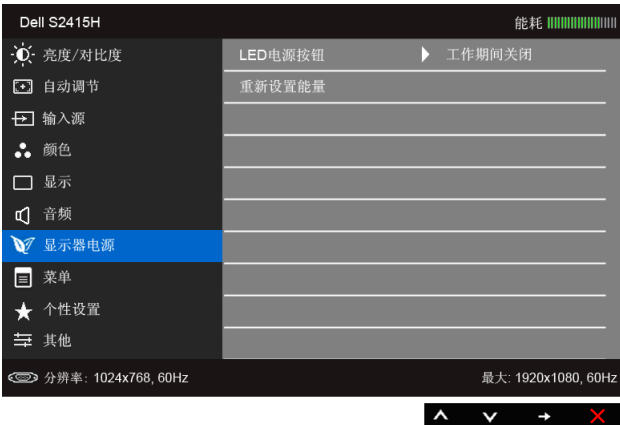 Dell S2415H 能耗
亮度/对比度 LED电源按钮 工作期间关闭
自动调节 重新设置能量
输入源
颜色
显示
音频
显示器电源
菜单
个性设置
其他
分辨率: 1024x768, 60Hz 最大: 1920x1080, 60Hz